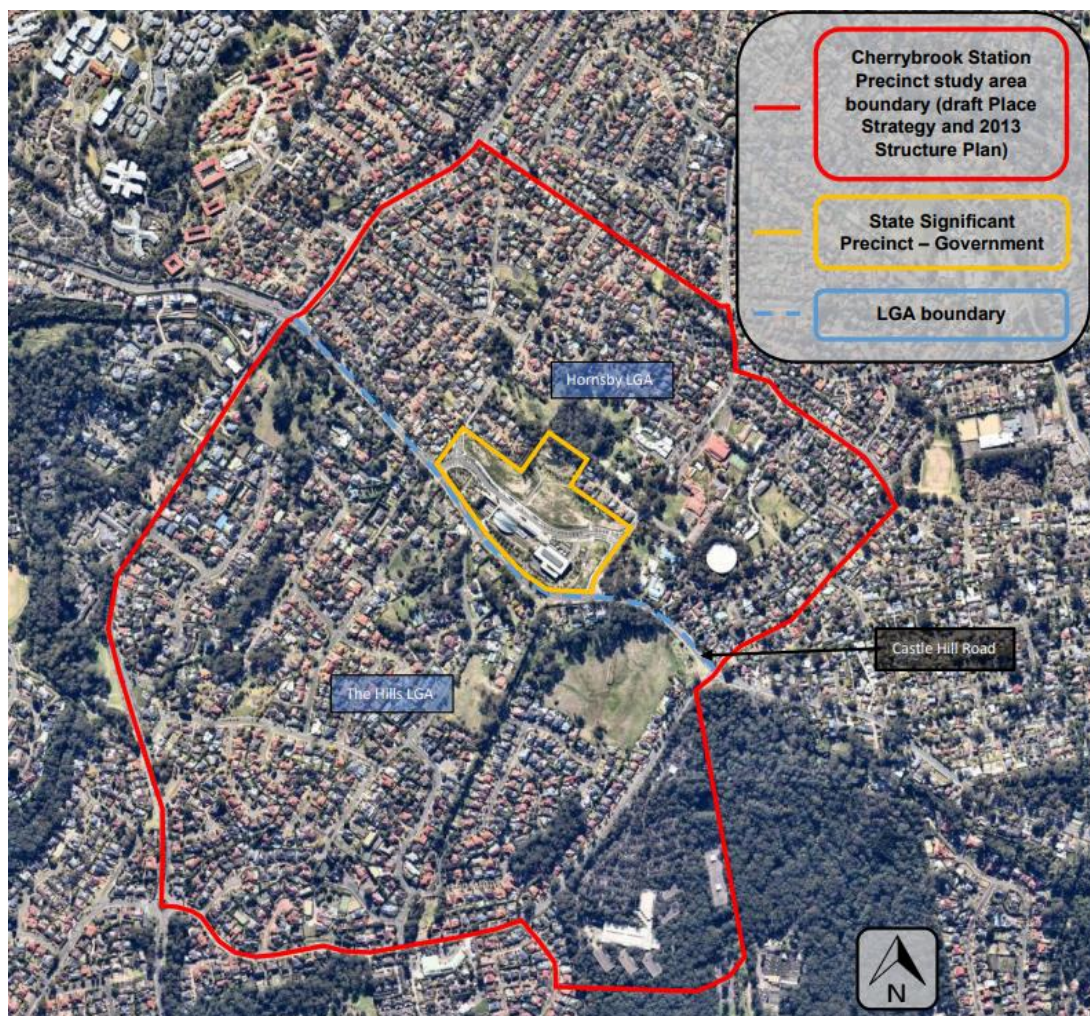 Cherrybrook Station
Precinct study area
boundary (draft Place
Strategy and 2013
Structure Plan)
State Significant
Precinct – Government
LGA boundary
Hornsby LGA
Castle Hill Road
The Hills LGA
N